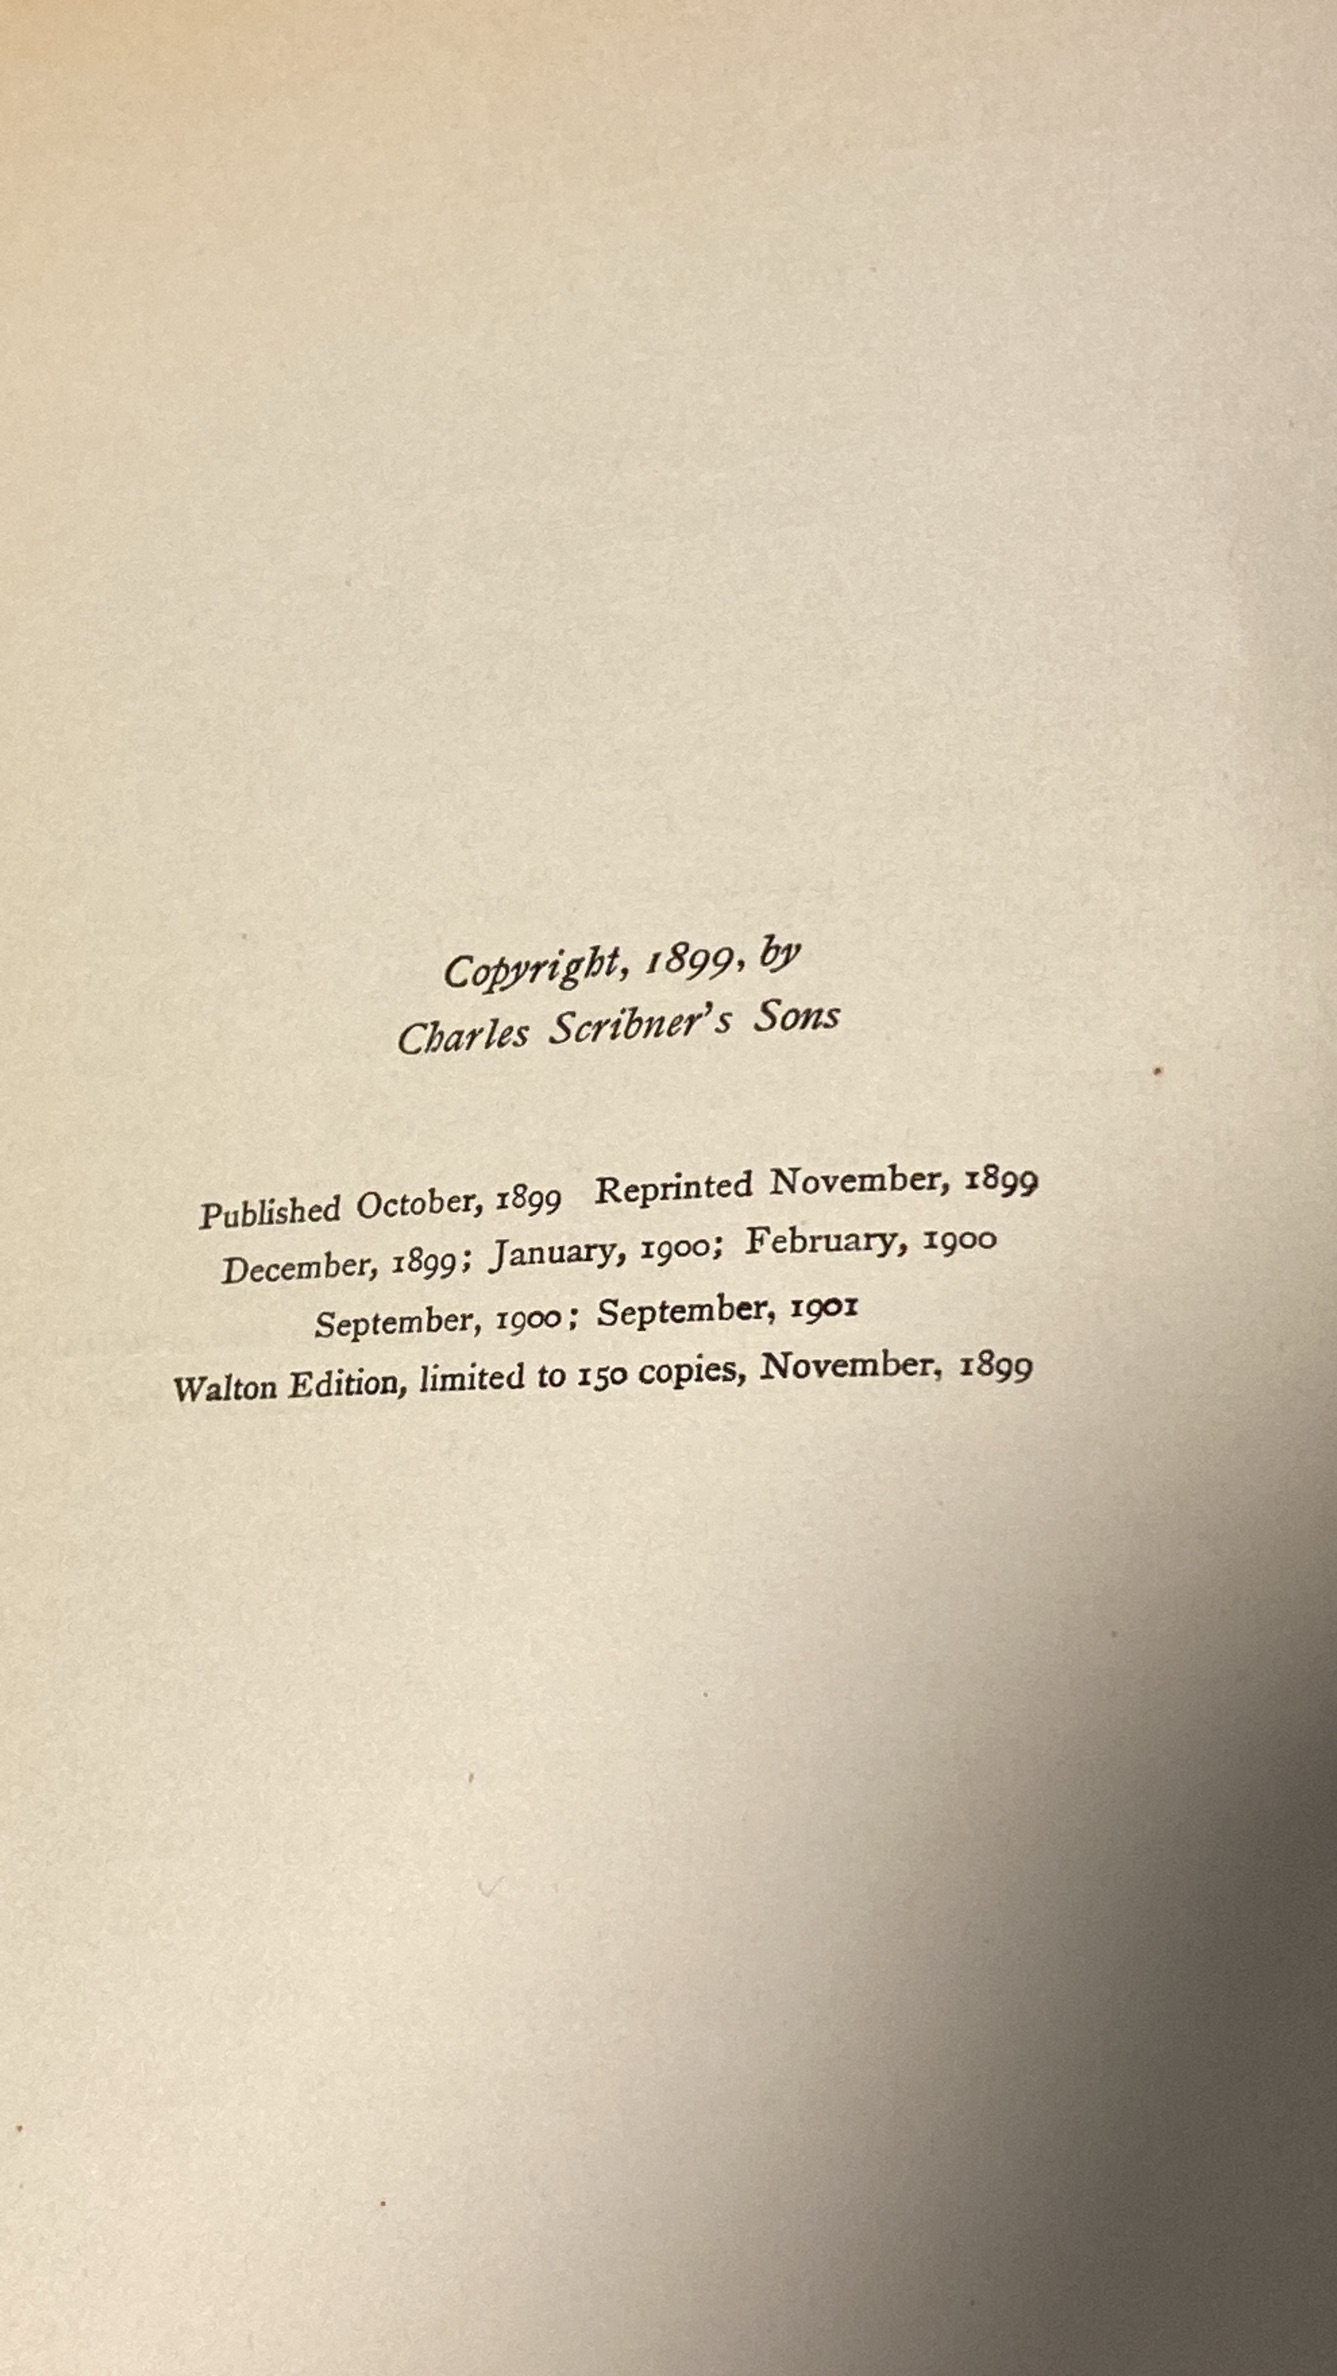 Copyright, 1899, by
Charles Scribner's Sons
Published October, 1899 Reprinted November, 1899
December, 1899; January, 1900; February, 1900
September, 1900; September, 1901
Walton Edition, limited to 150 copies, November, 1899